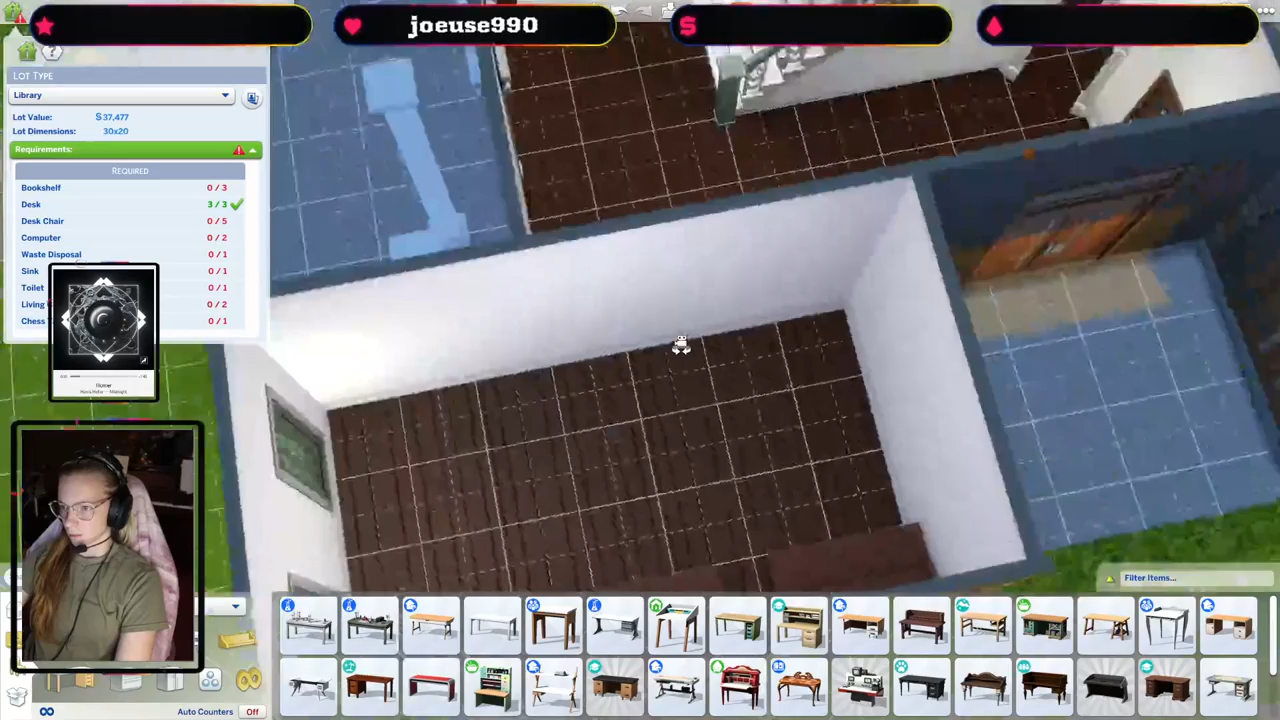 joeuse990
LOT TYPE
Library
Lot Value: $37,477
Lot Dimensions: 30x20
Requirements:
REQUIRED
Bookshelf 0 / 3
Desk 3 / 3
Desk Chair 0 / 5
Computer 0 / 2
Waste Disposal 0 / 1
Sink 0 / 1
Toilet 0 / 1
Living 0 / 2
Chess 0 / 1
Filter Items...
Auto Counters Off